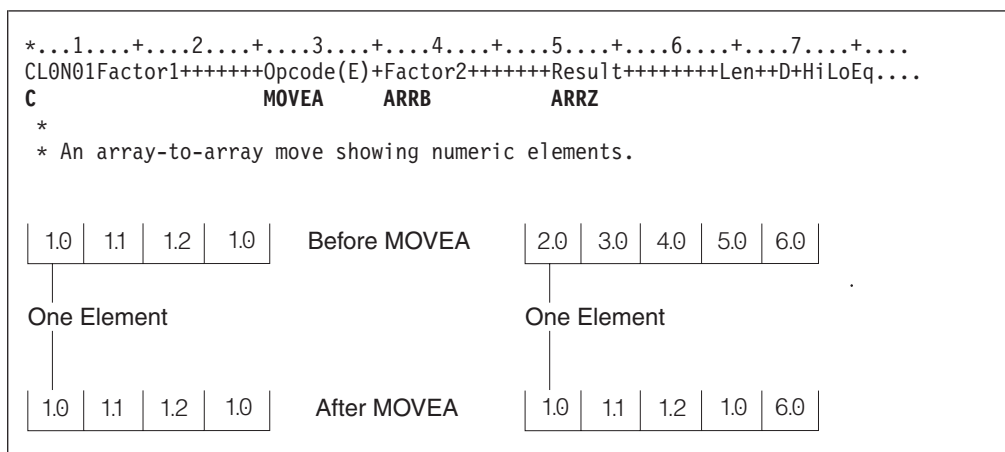 *...1....+....2....+....3....+....4....+....5....+....6....+....7....+....
CL0N01Factor1+++++++Opcode(E)+Factor2+++++++Result++++++++Len++D+HiLoEq....
C MOVEA ARRB ARRZ
*
* An array-to-array move showing numeric elements.
1.0 1.1 1.2 1.0 Before MOVEA 2.0 3.0 4.0 5.0 6.0
.
One Element One Element
1.0 1.1 1.2 1.0 After MOVEA 1.0 1.1 1.2 1.0 6.0